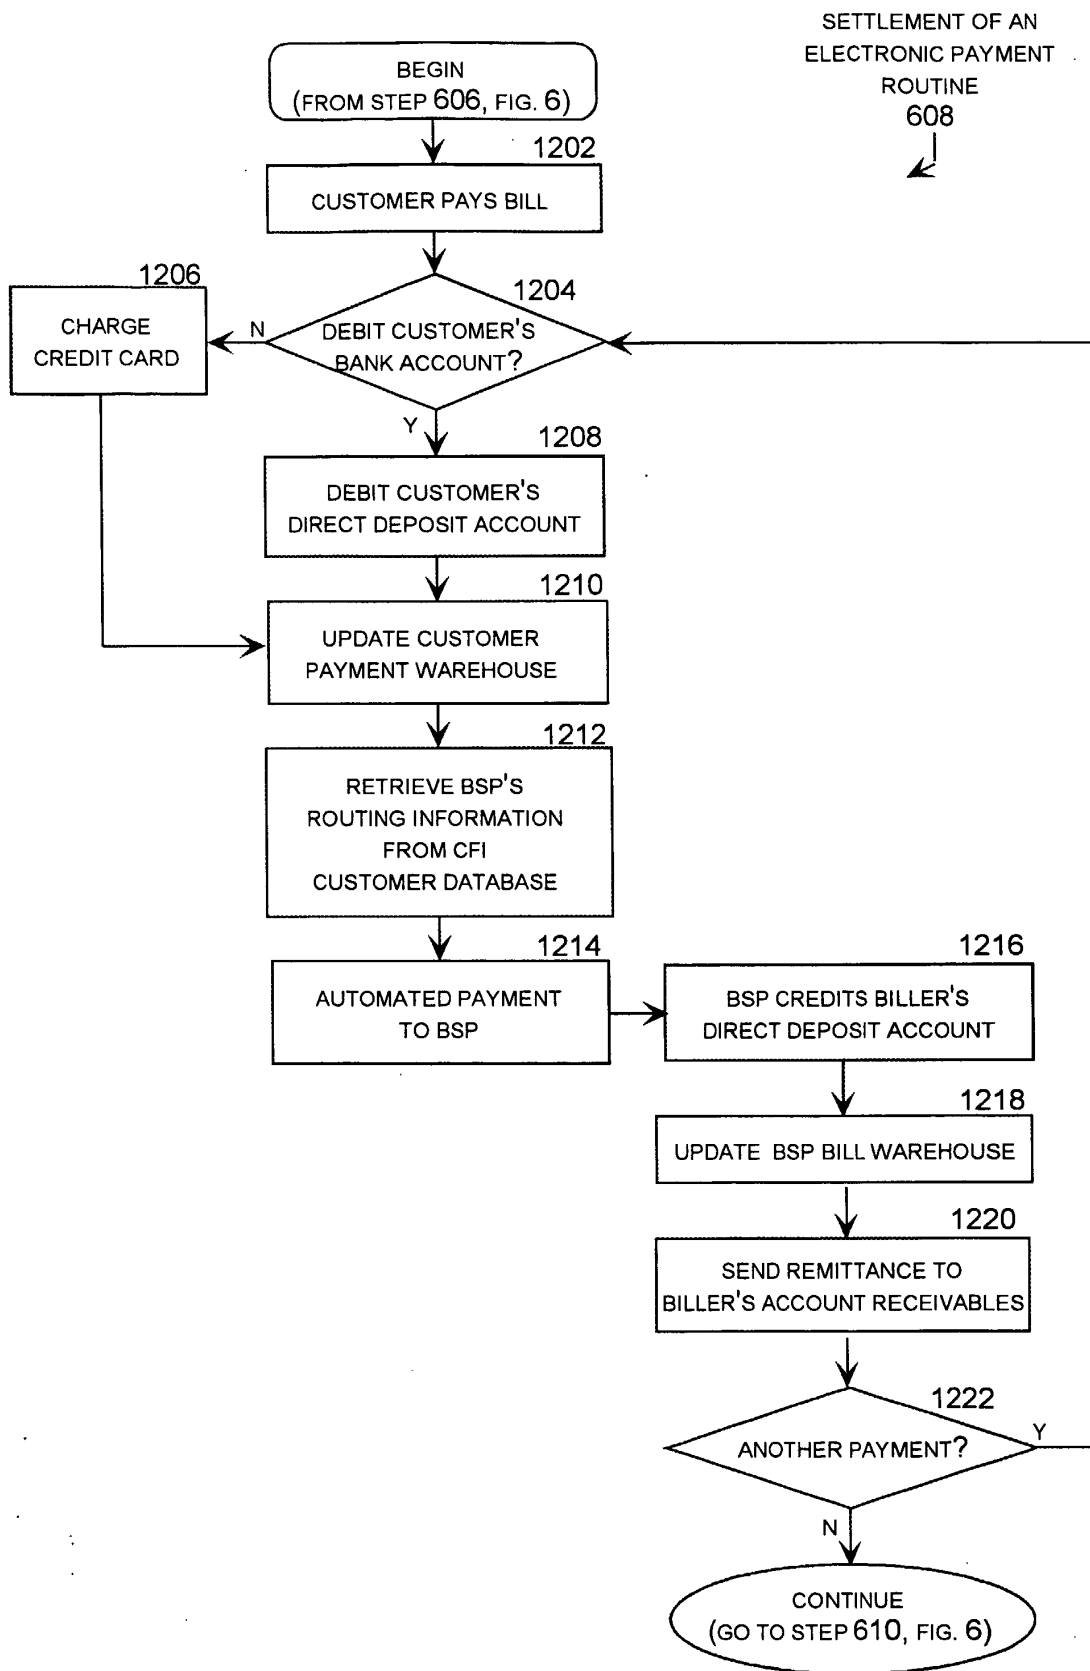 SETTLEMENT OF AN
ELECTRONIC PAYMENT
ROUTINE
608
BEGIN
(FROM STEP 606, FIG. 6)
1202
CUSTOMER PAYS BILL
1204
DEBIT CUSTOMER'S
BANK ACCOUNT?
N
1206
CHARGE
CREDIT CARD
Y
1208
DEBIT CUSTOMER'S
DIRECT DEPOSIT ACCOUNT
1210
UPDATE CUSTOMER
PAYMENT WAREHOUSE
1212
RETRIEVE BSP'S
ROUTING INFORMATION
FROM CFI
CUSTOMER DATABASE
1214
AUTOMATED PAYMENT
TO BSP
1216
BSP CREDITS BILLER'S
DIRECT DEPOSIT ACCOUNT
1218
UPDATE BSP BILL WAREHOUSE
1220
SEND REMITTANCE TO
BILLER'S ACCOUNT RECEIVABLES
1222
ANOTHER PAYMENT?
Y
N
CONTINUE
(GO TO STEP 610, FIG. 6)